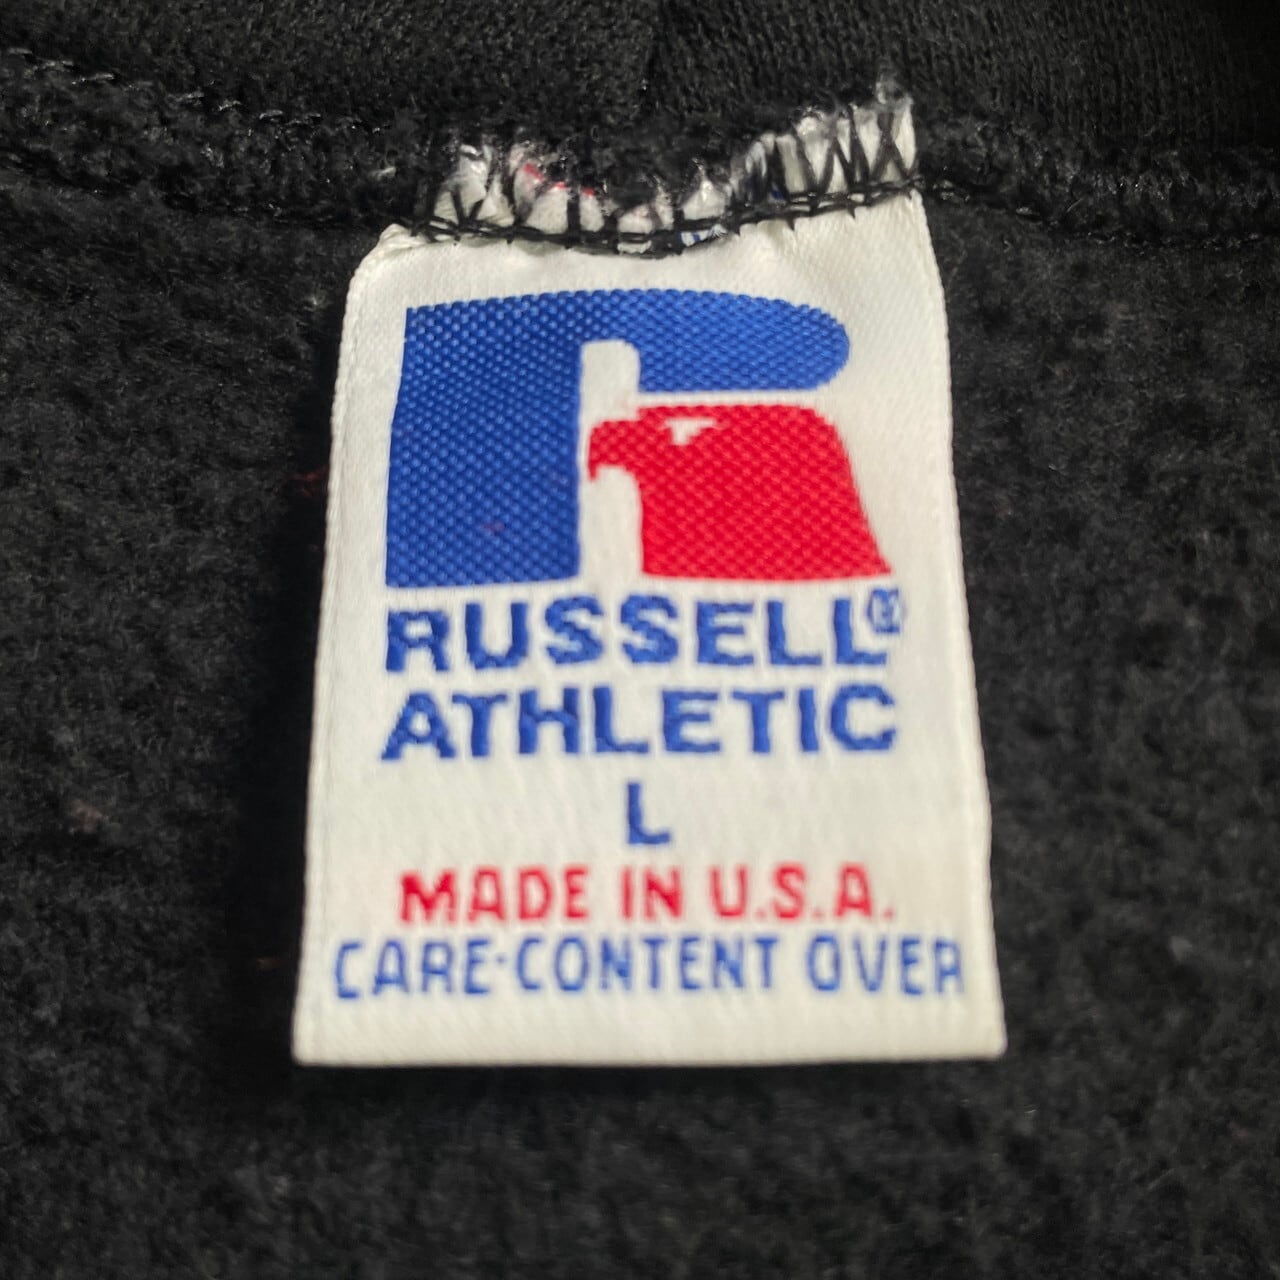 RUSSELL®
ATHLETIC
L
MADE IN U.S.A.
CARE-CONTENT OVER